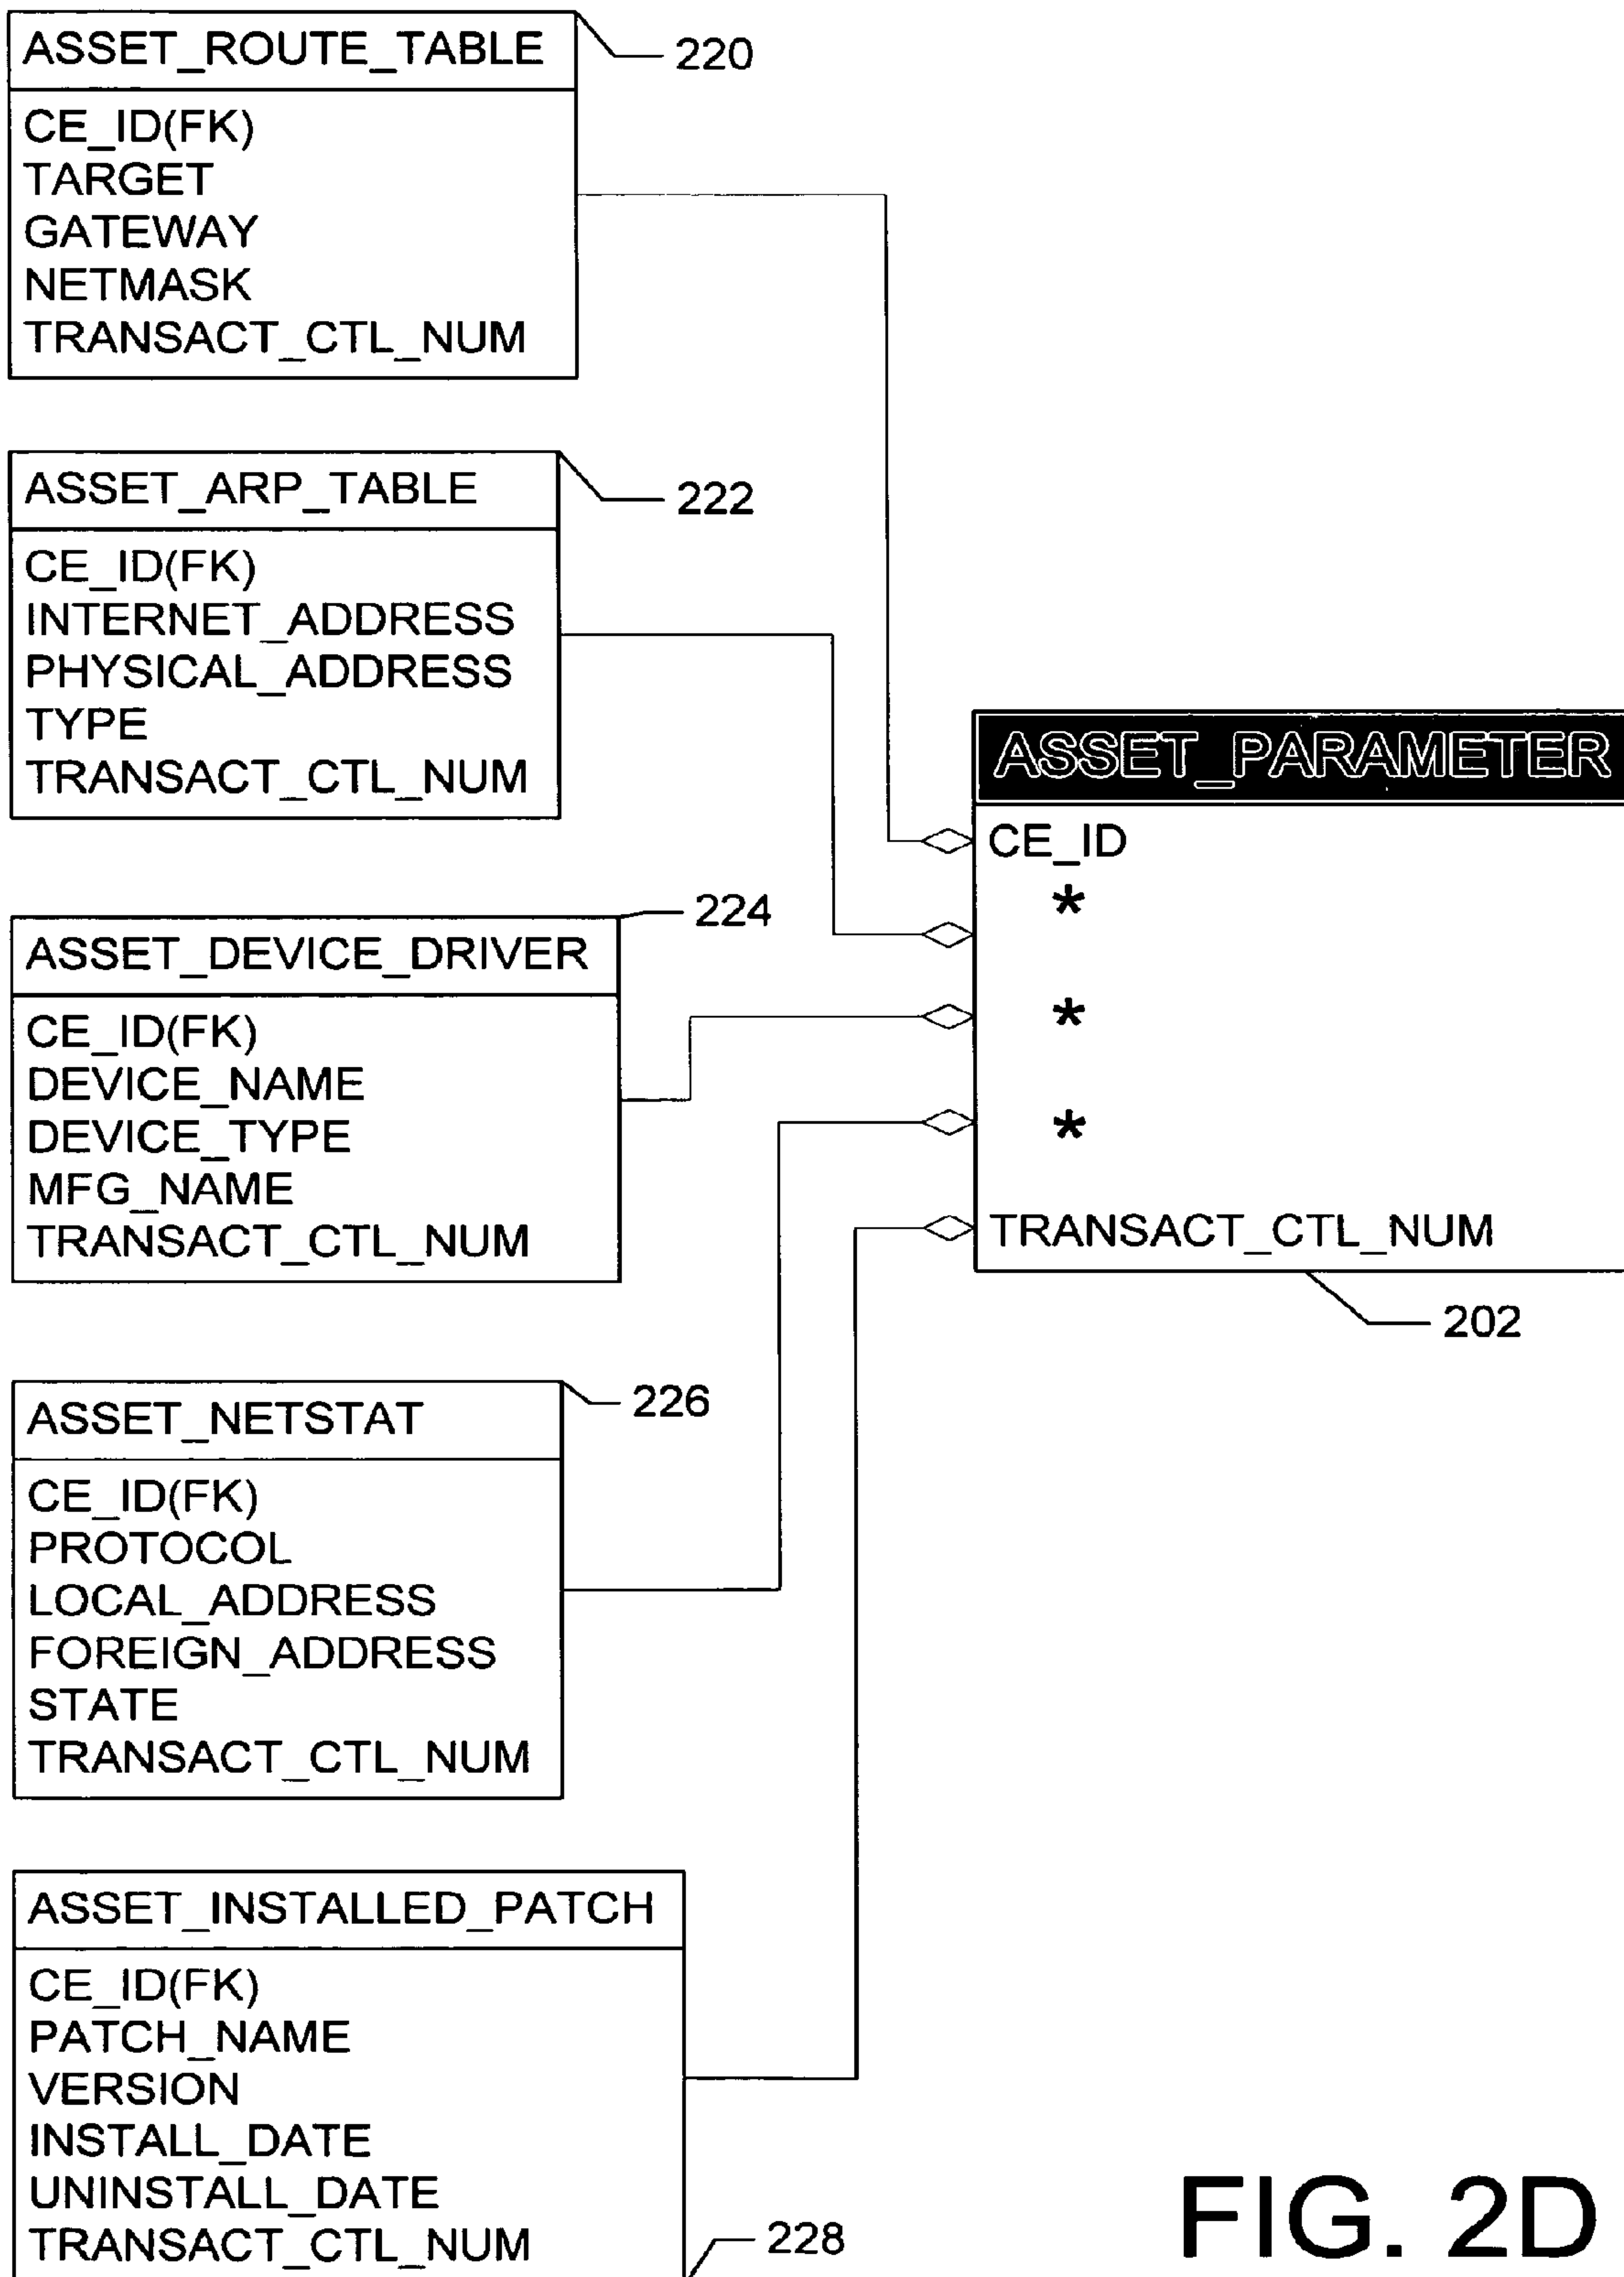 ASSET_ROUTE_TABLE
220
CE_ID(FK)
TARGET
GATEWAY
NETMASK
TRANSACT_CTL_NUM
ASSET_ARP_TABLE
222
CE_ID(FK)
INTERNET_ADDRESS
PHYSICAL_ADDRESS
TYPE
TRANSACT_CTL_NUM
ASSET_DEVICE_DRIVER
224
CE_ID(FK)
DEVICE_NAME
DEVICE_TYPE
MFG_NAME
TRANSACT_CTL_NUM
ASSET_NETSTAT
226
CE_ID(FK)
PROTOCOL
LOCAL_ADDRESS
FOREIGN_ADDRESS
STATE
TRANSACT_CTL_NUM
ASSET_INSTALLED_PATCH
CE_ID(FK)
PATCH_NAME
VERSION
INSTALL_DATE
UNINSTALL_DATE
TRANSACT_CTL_NUM
228
ASSET_PARAMETER
CE_ID
*
*
*
TRANSACT_CTL_NUM
202
FIG. 2D